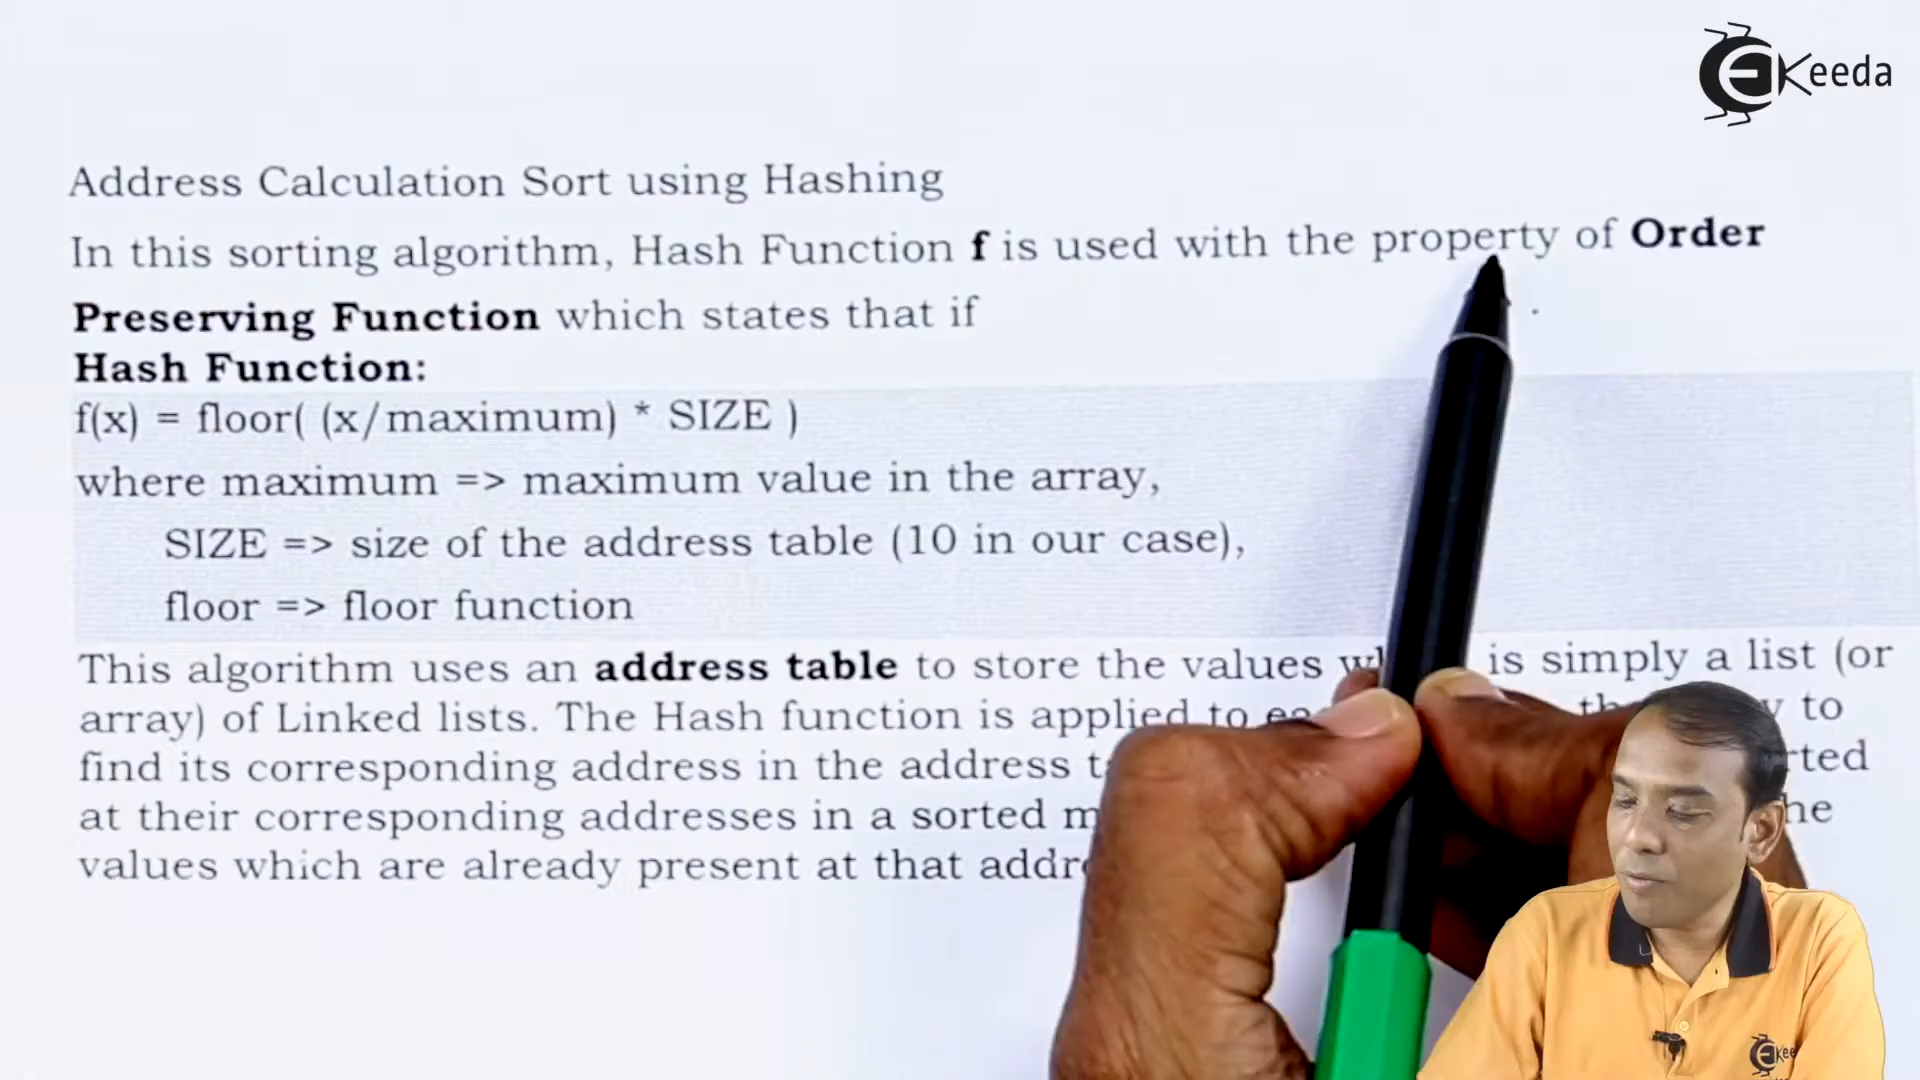 EKeeda
Address Calculation Sort using Hashing
In this sorting algorithm, Hash Function f is used with the property of Order
Preserving Function which states that if
Hash Function:
f(x) = floor( (x/maximum) * SIZE )
where maximum => maximum value in the array,
SIZE => size of the address table (10 in our case),
floor => floor function
This algorithm uses an address table to store the values is simply a list (or
array) of Linked lists. The Hash function is applied to to
find its corresponding address in the address
at their corresponding addresses in a sorted
values which are already present at that